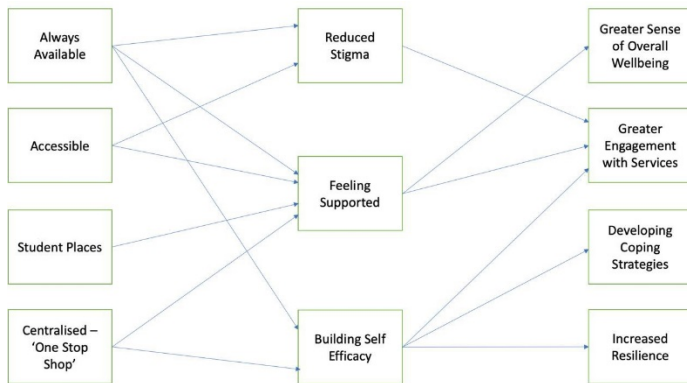 Always
Available
Accessible
Student Places
Centralised –
'One Stop
Shop'
Reduced
Stigma
Feeling
Supported
Building Self
Efficacy
Greater Sense
of Overall
Wellbeing
Greater
Engagement
with Services
Developing
Coping
Strategies
Increased
Resilience